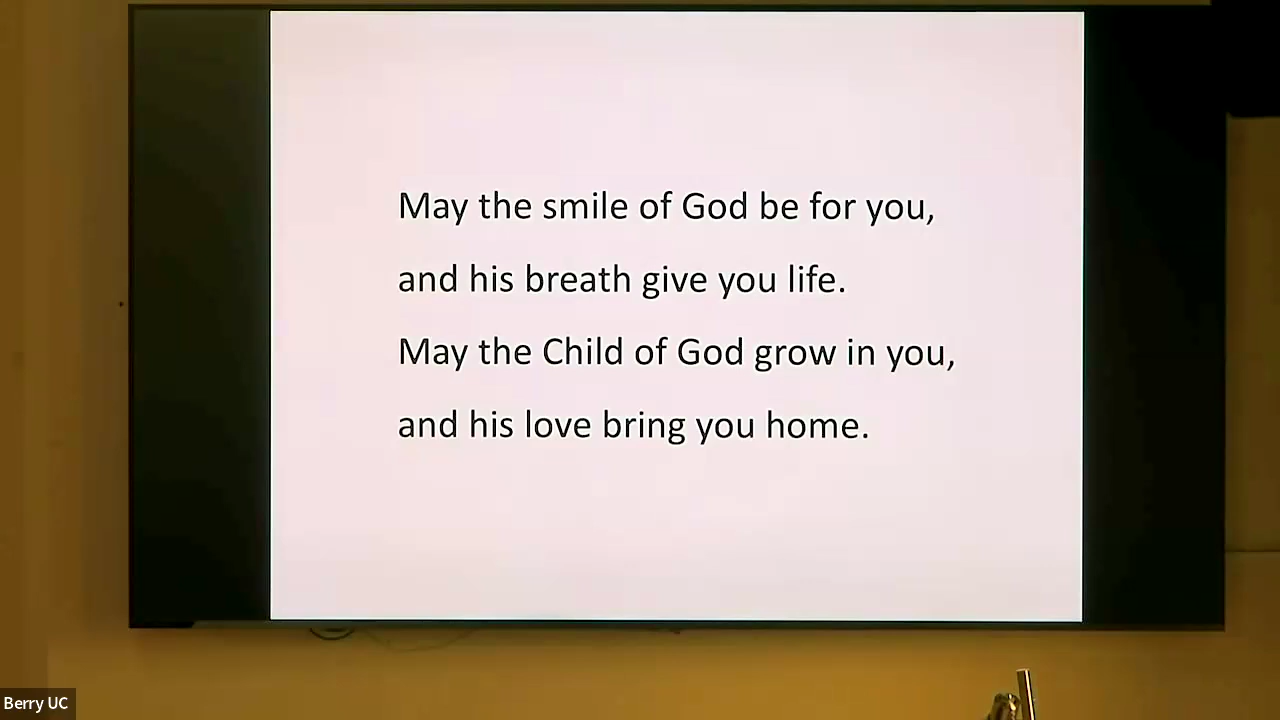 May the smile of God be for you,
and his breath give you life.
May the Child of God grow in you,
and his love bring you home.
Berry UC